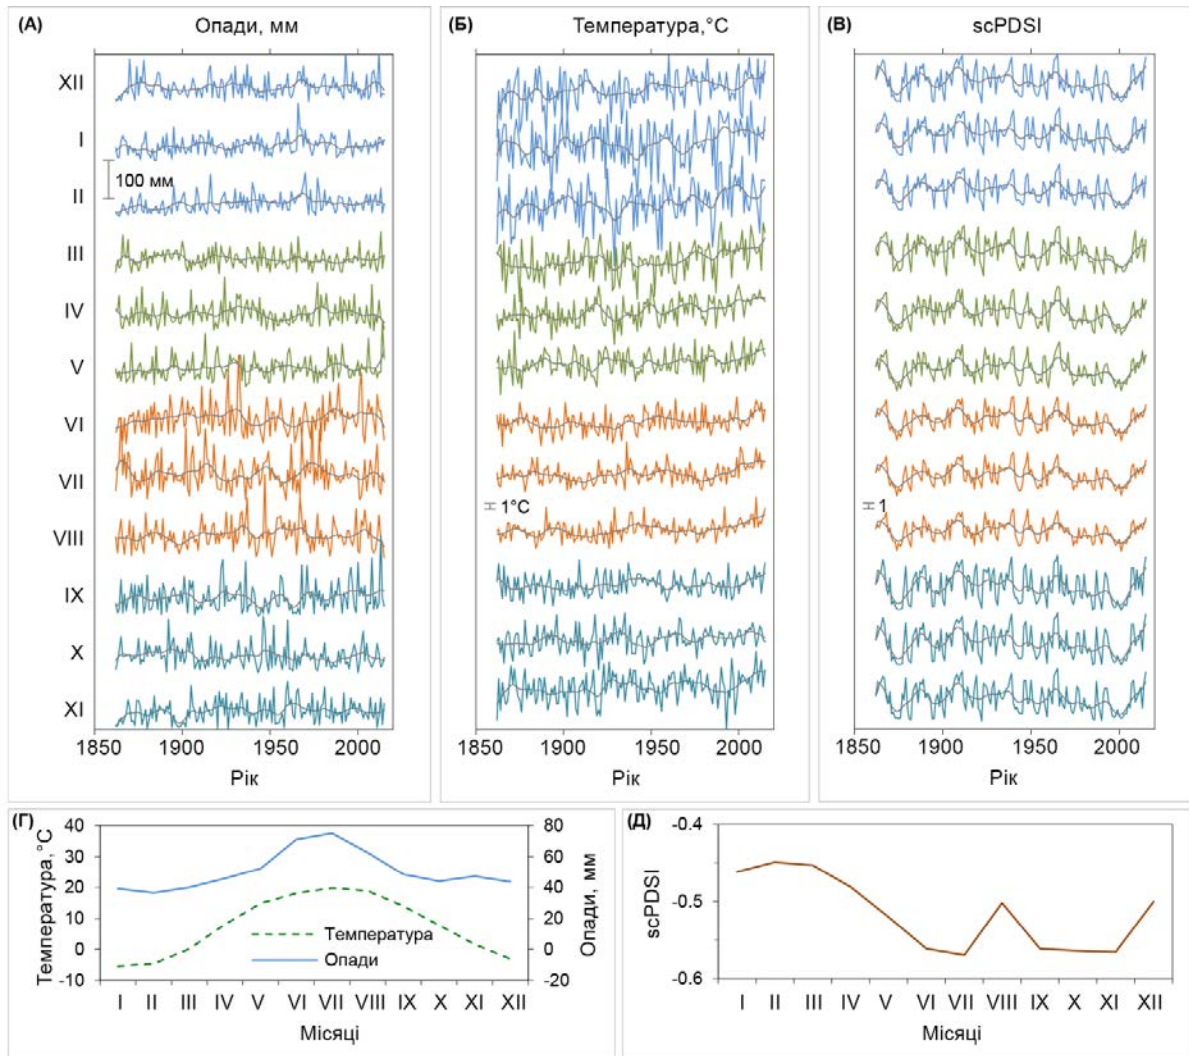 (А)
Опади, мм
XII
I
100 мм
II
III
IV
V
VI
VII
VIII
IX
X
XI
1850 1900 1950 2000
Рік
(Б)
Температура,°C
1°C
1850 1900 1950 2000
Рік
(В)
scPDSI
1
1850 1900 1950 2000
Рік
(Г)
Температура,°C
40
30
20
10
0
-10
Температура
Опади
80
60
40
20
0
-20
Опади, мм
I II III IV V VI VII VIII IX X XI XII
Місяці
(Д)
scPDSI
-0.4
-0.5
-0.6
I II III IV V VI VII VIII IX X XI XII
Місяці